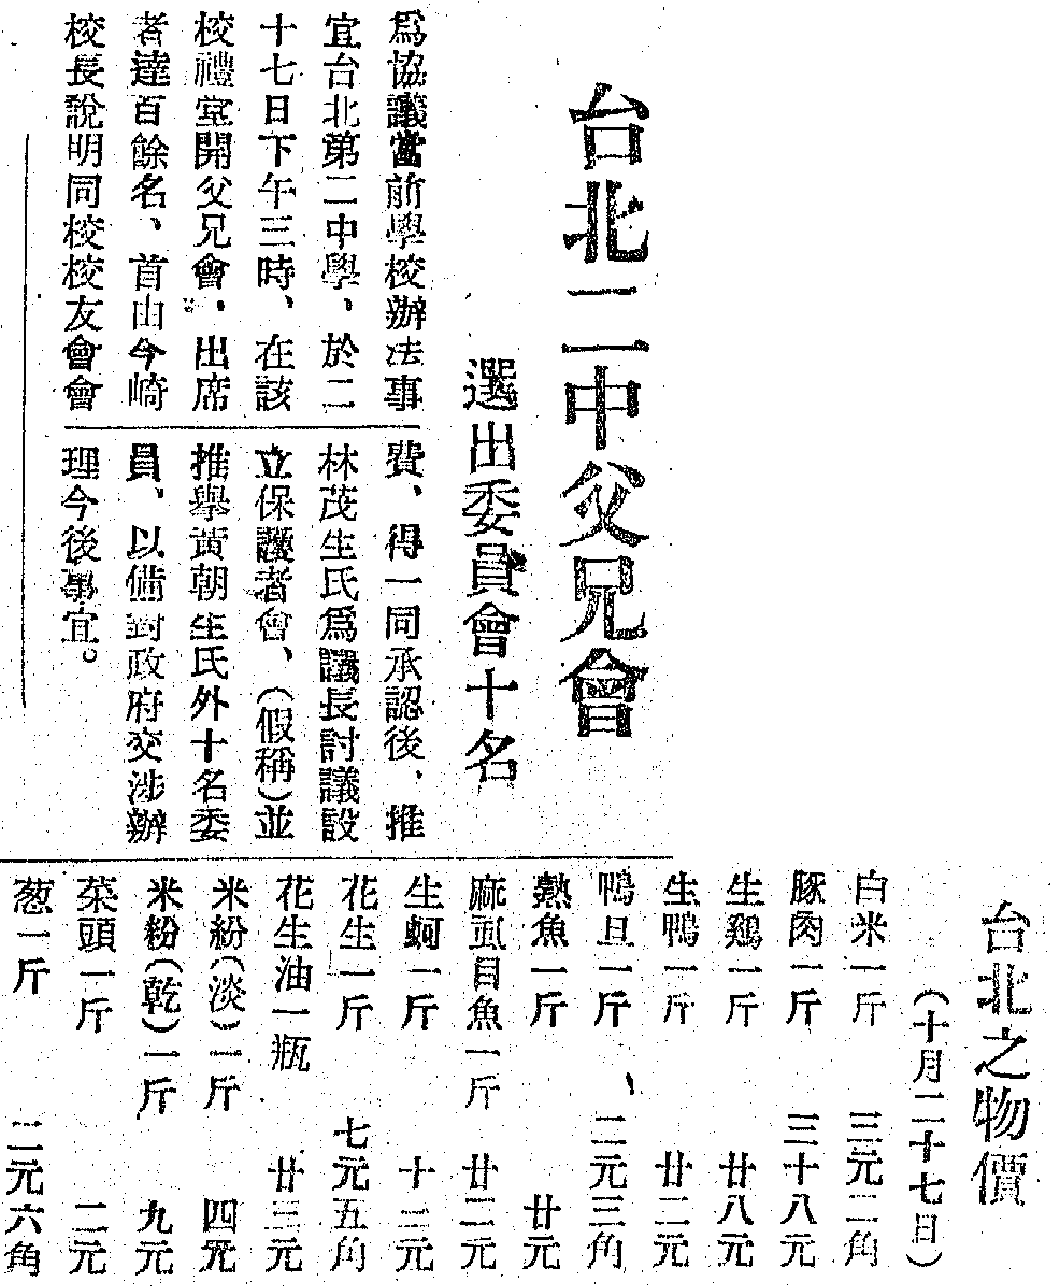 台北二中父兄會
選出委員會十名
爲協議當前學校辦法事
宜台北第二中學、於二
十七日下午三時、在該
校禮堂開父兄會、出席
者達百餘名、首由今崎
校長說明同校校友會會
費、得一同承認後、推
林茂生氏爲議長討議設
立保護者會、(假稱)並
推擧黃朝生氏外十名委
員、以備對政府交涉辦
理今後事宜。
台北之物價
(十月二十七日)
白米一斤 三元二角
豚肉一斤 三十八元
生鷄一斤 廿八元
生鴨一斤 廿二元
鴨旦一斤、 二元三角
熱魚一斤 廿元
麻虱目魚一斤 廿二元
生蚵一斤 十二元
花生一斤 七元五角
花生油一瓶 廿三元
米紛(淡)一斤 四元
米粉(乾)一斤 九元
菜頭一斤 二元
葱一斤 二元六角